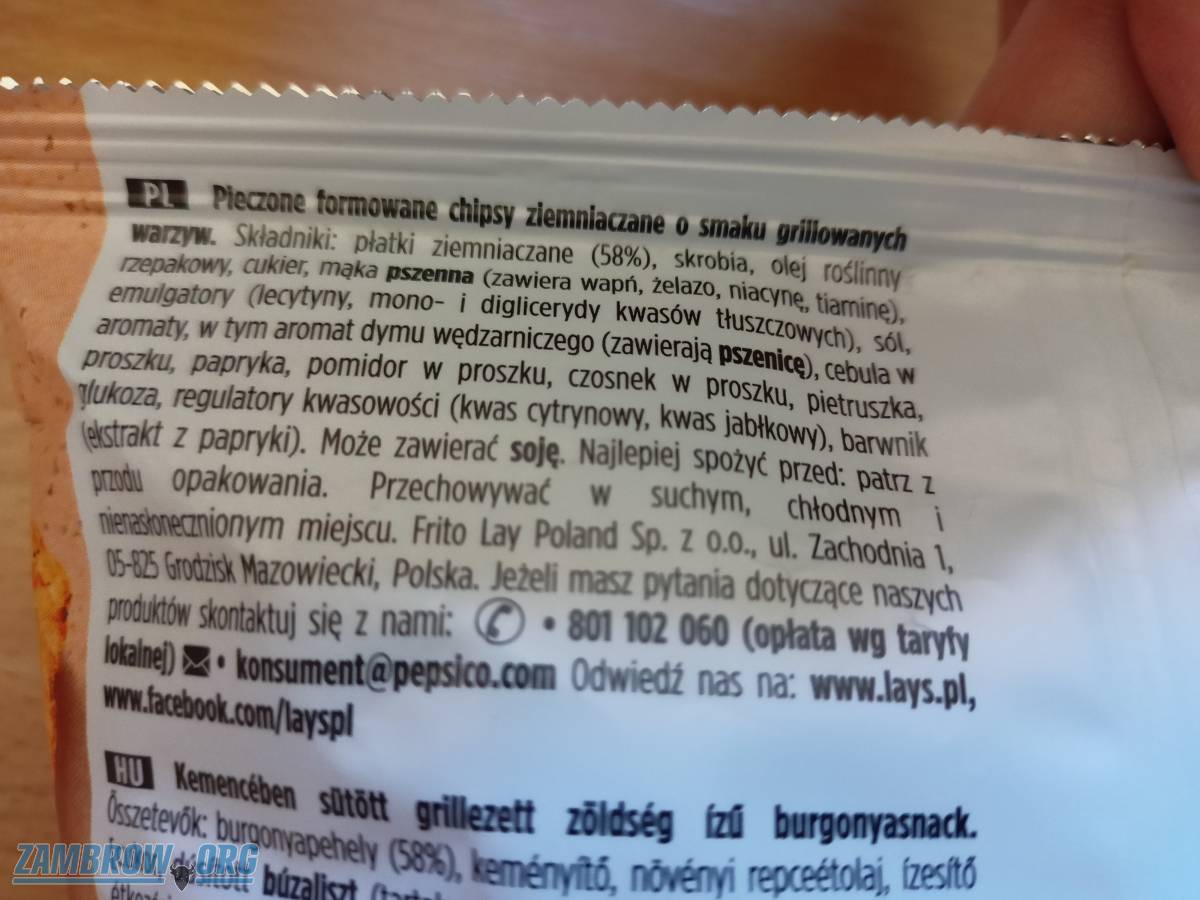 PL Pieczone formowane chipsy ziemniaczane o smaku grillowanych
warzyw. Składniki: płatki ziemniaczane (58%), skrobia, olej roślinny
rzepakowy, cukier, mąka pszenna (zawiera wapń, żelazo, niacynę, tiaminę),
emulgatory (lecytyny, mono- i diglicerydy kwasów tłuszczowych), sól,
aromaty, w tym aromat dymu wędzarniczego (zawierają pszenicę), cebula w
proszku, papryka, pomidor w proszku, czosnek w proszku, pietruszka,
glukoza, regulatory kwasowości (kwas cytrynowy, kwas jabłkowy), barwnik
(ekstrakt z papryki). Może zawierać soję. Najlepiej spożyć przed: patrz z
przodu opakowania. Przechowywać w suchym, chłodnym i
nienasłonecznionym miejscu. Frito Lay Poland Sp. z o.o., ul. Zachodnia 1,
05-825 Grodzisk Mazowiecki, Polska. Jeżeli masz pytania dotyczące naszych
produktów skontaktuj się z nami: • 801 102 060 (opłata wg taryfy
lokalnej) • konsument@pepsico.com Odwiedź nas na: www.lays.pl,
www.facebook.com/layspl
HU Kemencében sütött grillezett zöldség ízű burgonyasnack.
Összetevők: burgonyapehely (58%), keményítő, növényi repceétolaj, ízesítő
búzaliszt
ZAMBROW.ORG